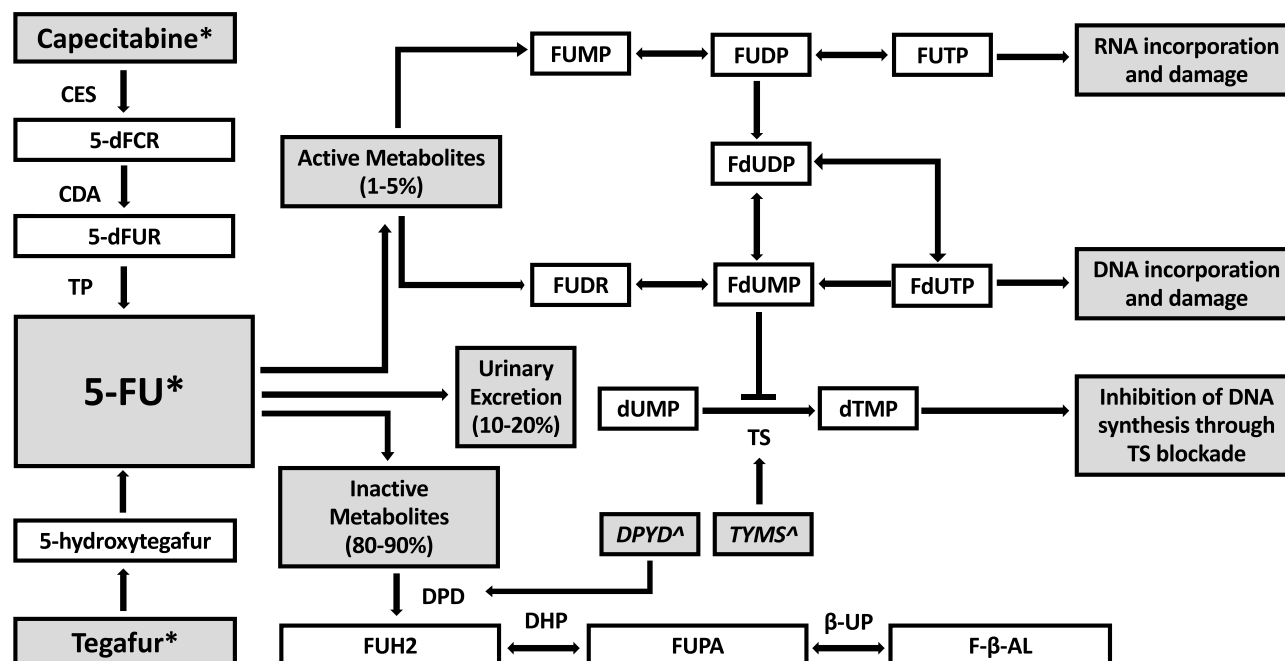 Capecitabine*
CES
5-dFCR
CDA
5-dFUR
TP
5-FU*
5-hydroxytegafur
Tegafur*
Active Metabolites
(1-5%)
Urinary
Excretion
(10-20%)
Inactive
Metabolites
(80-90%)
FUMP
FUDP
FUTP
RNA incorporation
and damage
FdUDP
FUDR
FdUMP
FdUTP
DNA incorporation
and damage
dUMP
TS
dTMP
Inhibition of DNA
synthesis through
TS blockade
DPYD^
TYMS^
DPD
FUH2
DHP
FUPA
β-UP
F-β-AL